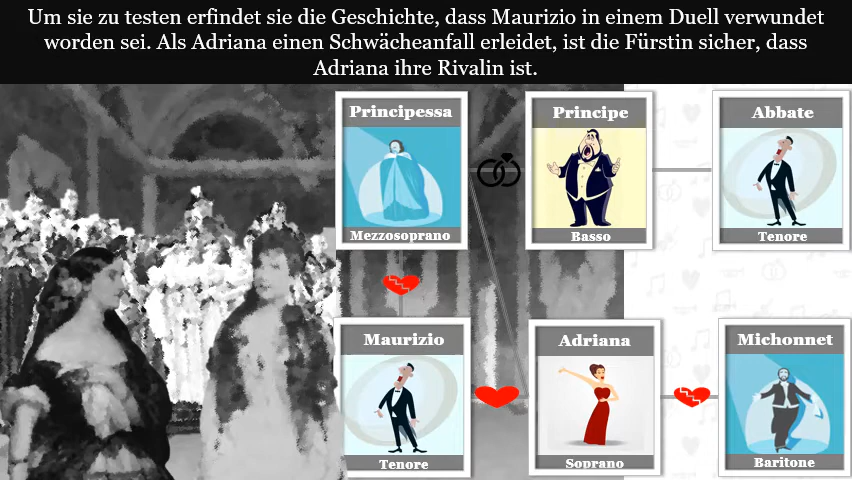 Um sie zu testen erfindet sie die Geschichte, dass Maurizio in einem Duell verwundet
worden sei. Als Adriana einen Schwächeanfall erleidet, ist die Fürstin sicher, dass
Adriana ihre Rivalin ist.
Principessa
Mezzosoprano
Principe
Basso
Abbate
Tenore
Maurizio
Tenore
Adriana
Soprano
Michonnet
Baritone